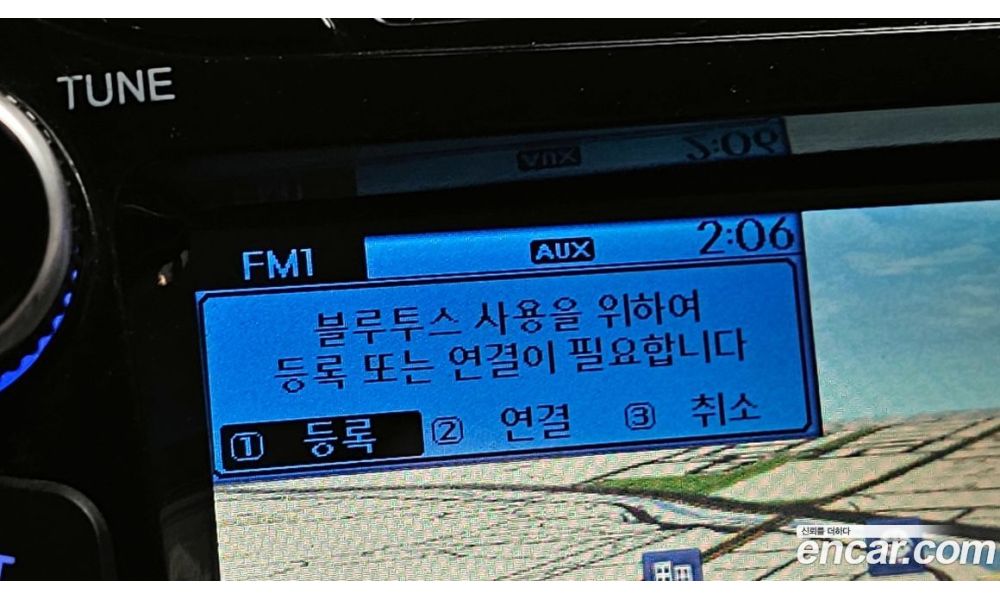 TUNE
FM1 AUX 2:06
블루투스 사용을 위하여
등록 또는 연결이 필요합니다
1 등록 2 연결 3 취소
신뢰를 더하다
encar.com